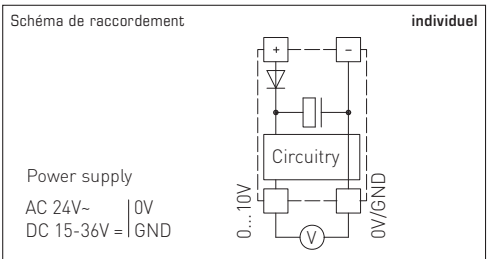 Schéma de raccordement individuel
+ −
Circuitry
Power supply
AC 24V~ | 0V
DC 15-36V = | GND
0...10V
0V/GND
V